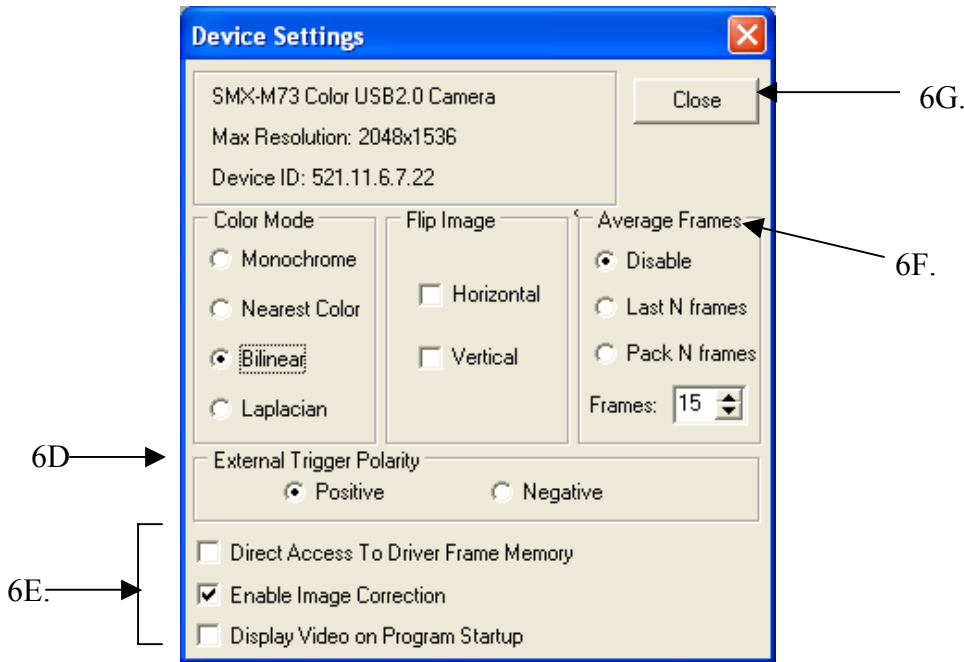 Device Settings
SMX-M73 Color USB2.0 Camera
Max Resolution: 2048x1536
Device ID: 521.11.6.7.22
Close
6G.
Color Mode
Monochrome
Nearest Color
Bilinear
Laplacian
Flip Image
Horizontal
Vertical
Average Frames
Disable
Last N frames
Pack N frames
Frames: 15
6F.
6D
External Trigger Polarity
Positive Negative
6E.
Direct Access To Driver Frame Memory
Enable Image Correction
Display Video on Program Startup